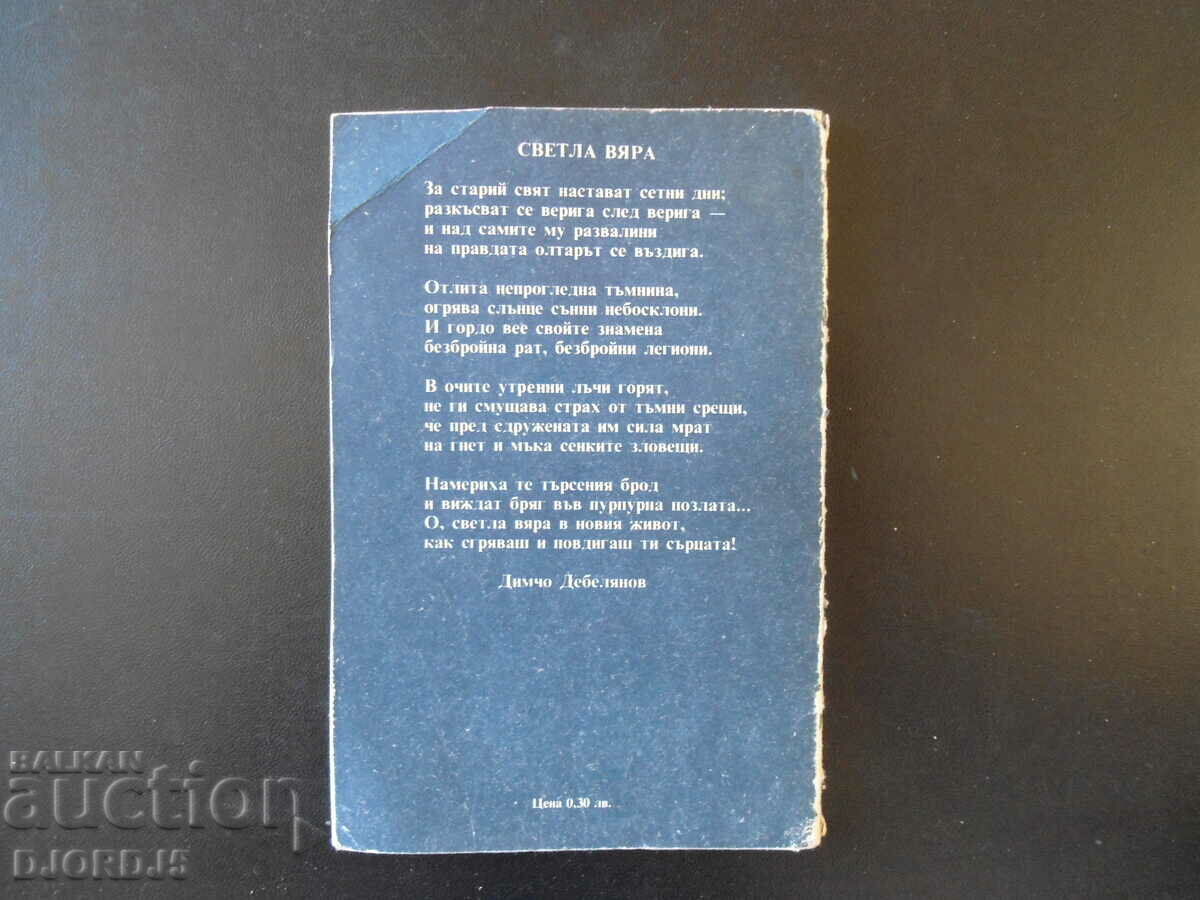 СВЕТЛА ВЯРА
За старий свят настават сетни дни;
разкъсват се верига след верига —
и над самите му развалини
на правдата олтарът се въздига.
Отлита непрогледна тъмнина,
огрява слънце сънни небосклони.
И гордо вее свойте знамена
безбройна рат, безбройни легиони.
В очите утренни лъчи горят,
не ги смущава страх от тъмни срещи,
че пред сдружената им сила мрат
на гнет и мъка сенките зловещи.
Намериха те търсения брод
и виждат бряг във пурпурна позлата...
О, светла вяра в новия живот,
как сгряваш и повдигаш ти сърцата!
Димчо Дебелянов
Цена 0.30 лв.
BALKAN
auction
DJORDJ5